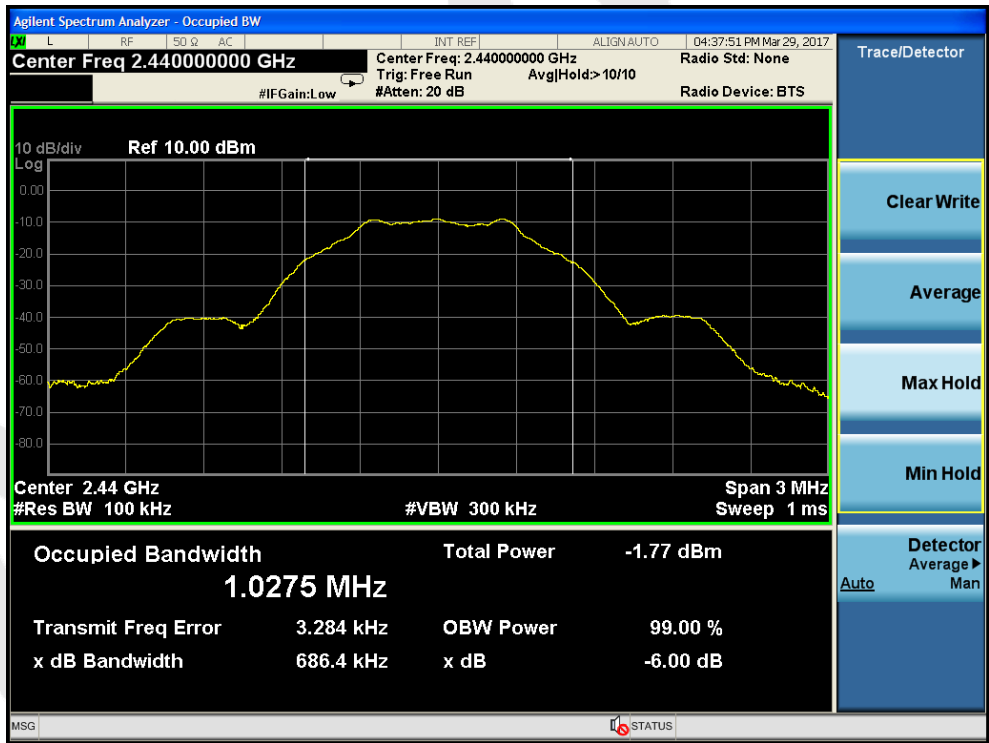 Agilent Spectrum Analyzer - Occupied BW
LXI L RF 50 Ω AC INT REF ALIGN AUTO 04:37:51 PM Mar 29, 2017
Center Freq 2.440000000 GHz
Center Freq: 2.440000000 GHz
Radio Std: None
Trig: Free Run Avg|Hold:> 10/10
#IFGain:Low
#Atten: 20 dB
Radio Device: BTS
10 dB/div Ref 10.00 dBm
Log
0.00
-10.0
-20.0
-30.0
-40.0
-50.0
-60.0
-70.0
-80.0
Center 2.44 GHz Span 3 MHz
#Res BW 100 kHz #VBW 300 kHz Sweep 1 ms
Occupied Bandwidth Total Power -1.77 dBm
1.0275 MHz
Transmit Freq Error 3.284 kHz OBW Power 99.00 %
x dB Bandwidth 686.4 kHz x dB -6.00 dB
MSG STATUS
Trace/Detector
Clear Write
Average
Max Hold
Min Hold
Detector
Average
Auto Man